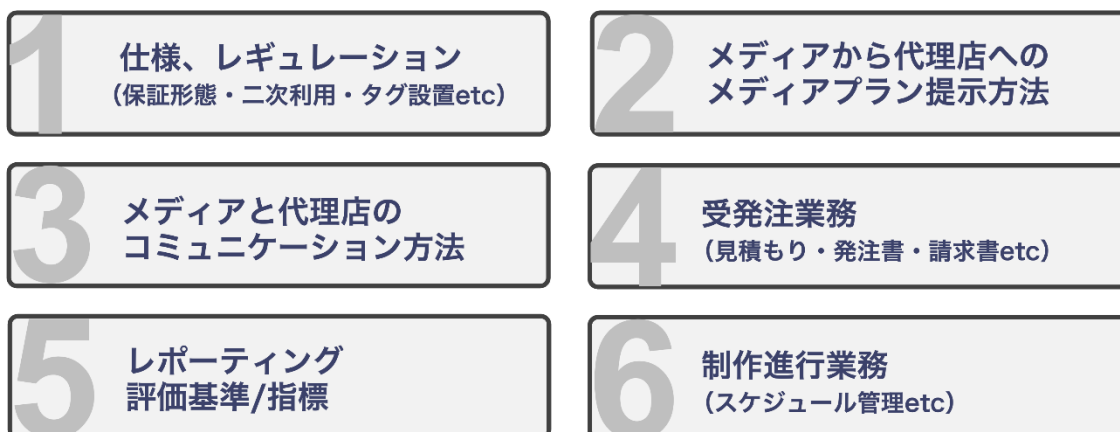 1
仕様、レギュレーション
（保証形態・二次利用・タグ設置etc）
2
メディアから代理店への
メディアプラン提示方法
3
メディアと代理店の
コミュニケーション方法
4
受発注業務
（見積もり・発注書・請求書etc）
5
レポーティング
評価基準/指標
6
制作進行業務
（スケジュール管理etc）